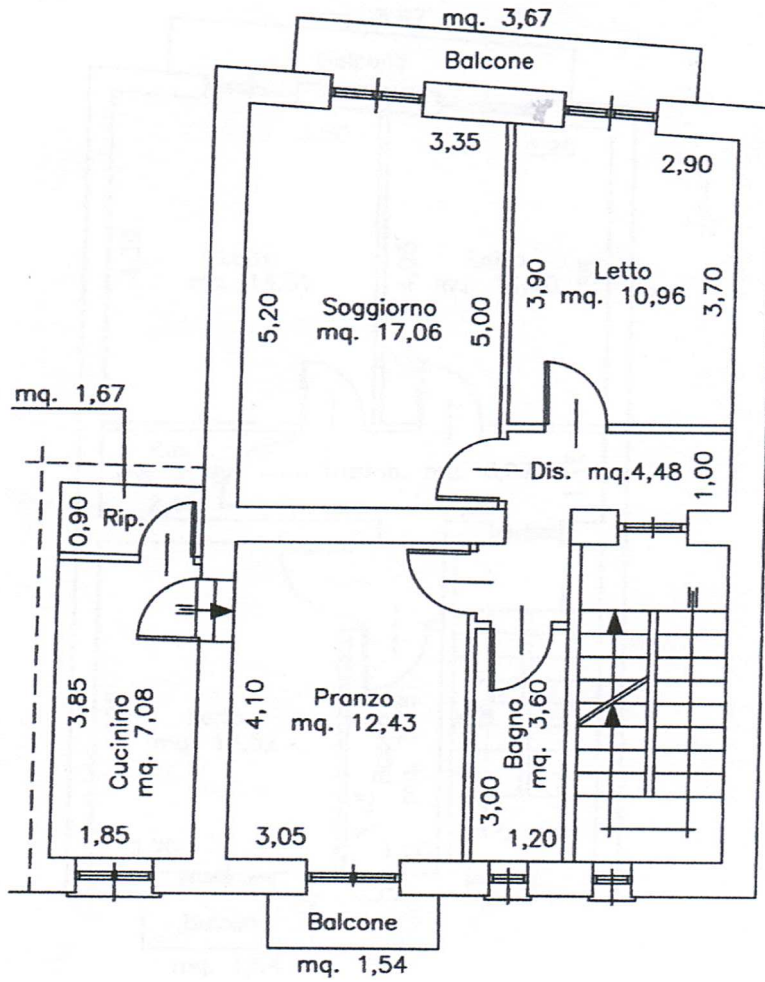 mq. 3,67
Balcone
3,35
2,90
Soggiorno
mq. 17,06
5,20
5,00
Letto
mq. 10,96
3,90
3,70
mq. 1,67
Dis. mq.4,48
1,00
0,90
Rip.
Cucinino
mq. 7,08
3,85
1,85
Pranzo
mq. 12,43
4,10
3,05
Bagno
mq. 3,60
3,00
1,20
Balcone
mq. 1,54